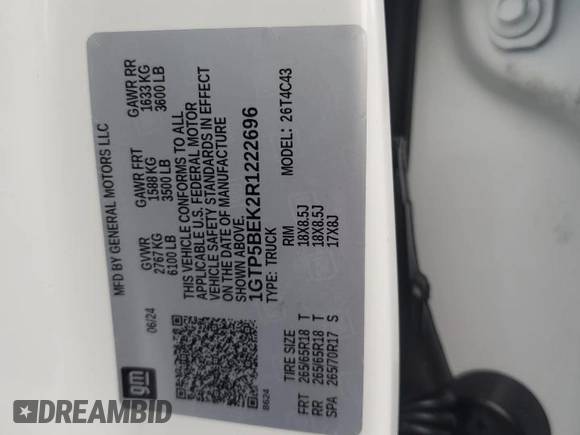 gm
MFD BY GENERAL MOTORS LLC
06/24 GVWR GAWR FRT GAWR RR
2767 KG 1588 KG 1633 KG
6100 LB 3500 LB 3600 LB
THIS VEHICLE CONFORMS TO ALL
APPLICABLE U.S. FEDERAL MOTOR
VEHICLE SAFETY STANDARDS IN EFFECT
ON THE DATE OF MANUFACTURE
SHOWN ABOVE.
1GTP5BEK2R1222696
TYPE: TRUCK MODEL: 26T4C43
8624
TIRE SIZE RIM
FRT 265/65R18 T 18X8.5J
RR 265/65R18 T 18X8.5J
SPA 265/70R17 S 17X8J
DREAMBID